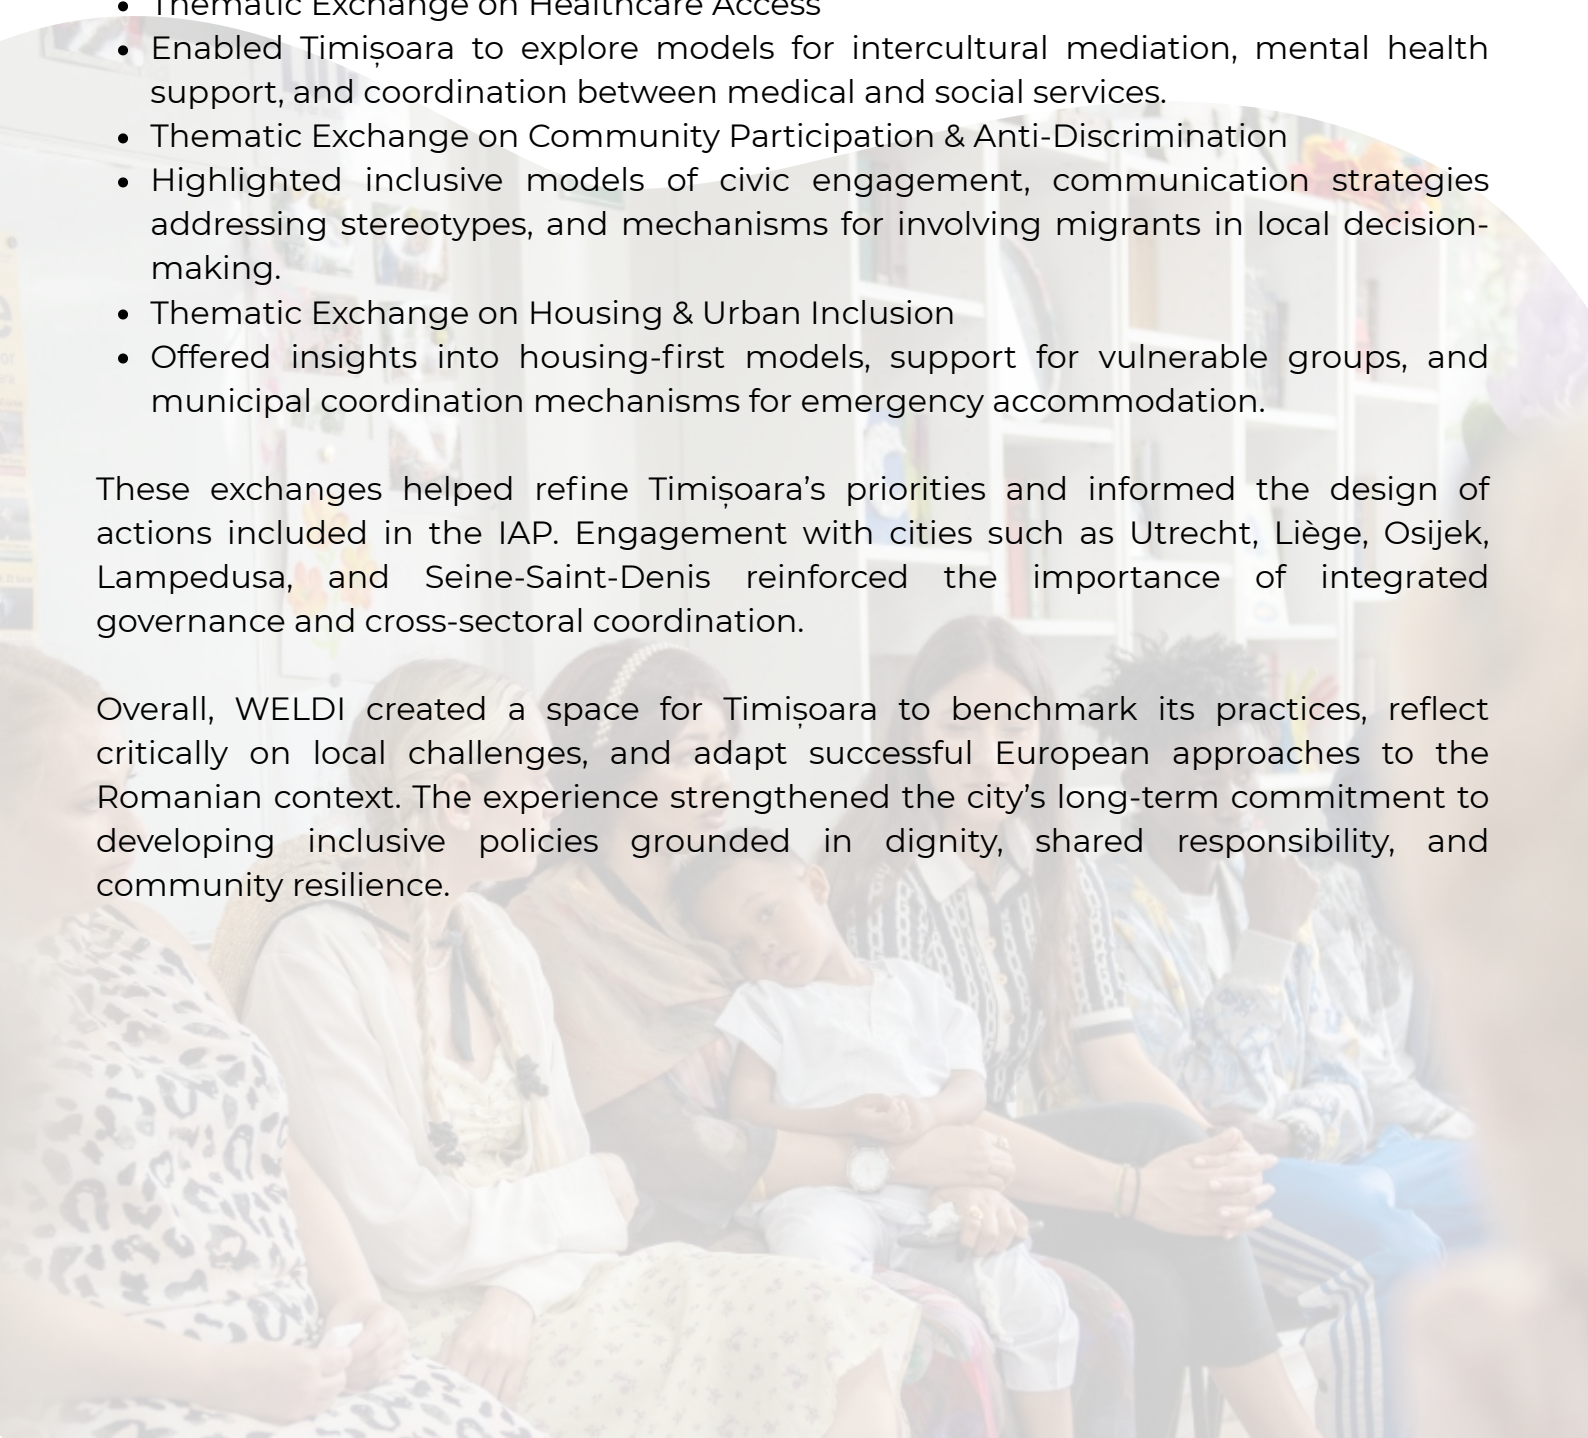 • Thematic Exchange on Healthcare Access
• Enabled Timișoara to explore models for intercultural mediation, mental health
support, and coordination between medical and social services.
• Thematic Exchange on Community Participation & Anti-Discrimination
• Highlighted inclusive models of civic engagement, communication strategies
addressing stereotypes, and mechanisms for involving migrants in local decision-
making.
• Thematic Exchange on Housing & Urban Inclusion
• Offered insights into housing-first models, support for vulnerable groups, and
municipal coordination mechanisms for emergency accommodation.
These exchanges helped refine Timișoara’s priorities and informed the design of
actions included in the IAP. Engagement with cities such as Utrecht, Liège, Osijek,
Lampedusa, and Seine-Saint-Denis reinforced the importance of integrated
governance and cross-sectoral coordination.
Overall, WELDI created a space for Timișoara to benchmark its practices, reflect
critically on local challenges, and adapt successful European approaches to the
Romanian context. The experience strengthened the city’s long-term commitment to
developing inclusive policies grounded in dignity, shared responsibility, and
community resilience.